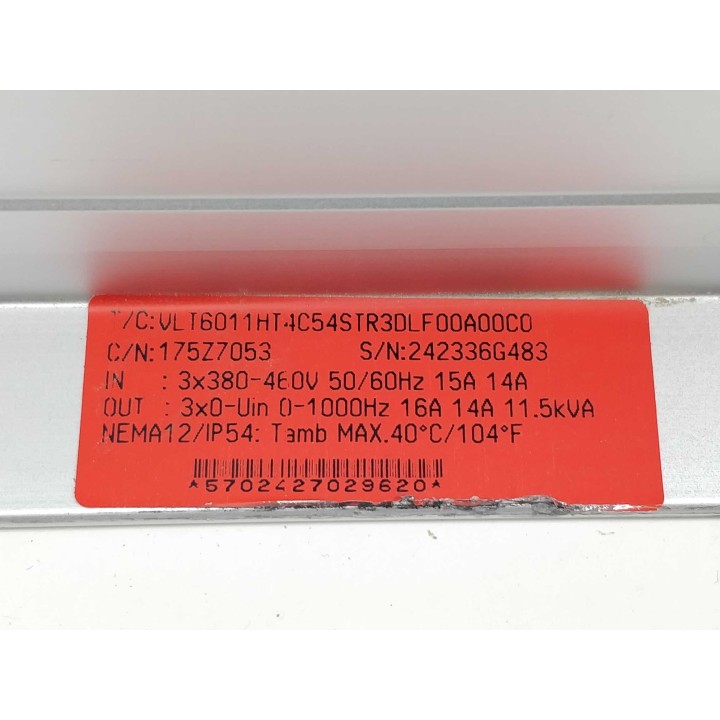 T/C:VLT6011HT4C54STR3DLF00A00C0
C/N:175Z7053 S/N:242336G483
IN : 3x380-460V 50/60Hz 15A 14A
OUT : 3x0-Uin 0-1000Hz 16A 14A 11.5kVA
NEMA12/IP54: Tamb MAX.40°C/104°F
*5702427029620*